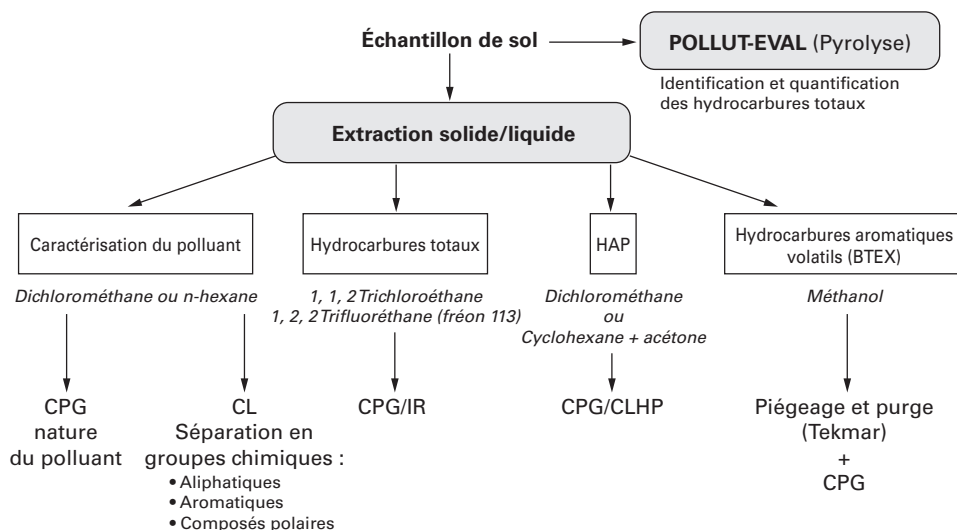 Échantillon de sol
POLLUT-EVAL (Pyrolyse)
Identification et quantification
des hydrocarbures totaux
Extraction solide/liquide
Caractérisation du polluant
Hydrocarbures totaux
HAP
Hydrocarbures aromatiques
volatils (BTEX)
Dichlorométhane ou n-hexane
1, 1, 2 Trichloroéthane
1, 2, 2 Trifluoréthane (fréon 113)
Dichlorométhane
ou
Cyclohexane + acétone
Méthanol
CPG
nature
du polluant
CL
Séparation en
groupes chimiques :
• Aliphatiques
• Aromatiques
• Composés polaires
CPG/IR
CPG/CLHP
Piégeage et purge
(Tekmar)
+
CPG